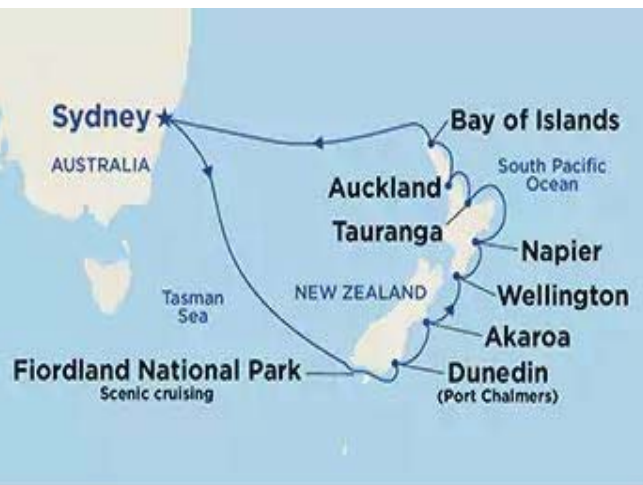 Sydney
AUSTRALIA
Bay of Islands
South Pacific
Ocean
Auckland
Tauranga
Napier
Tasman
Sea
NEW ZEALAND
Wellington
Akaroa
Fiordland National Park
Scenic cruising
Dunedin
(Port Chalmers)